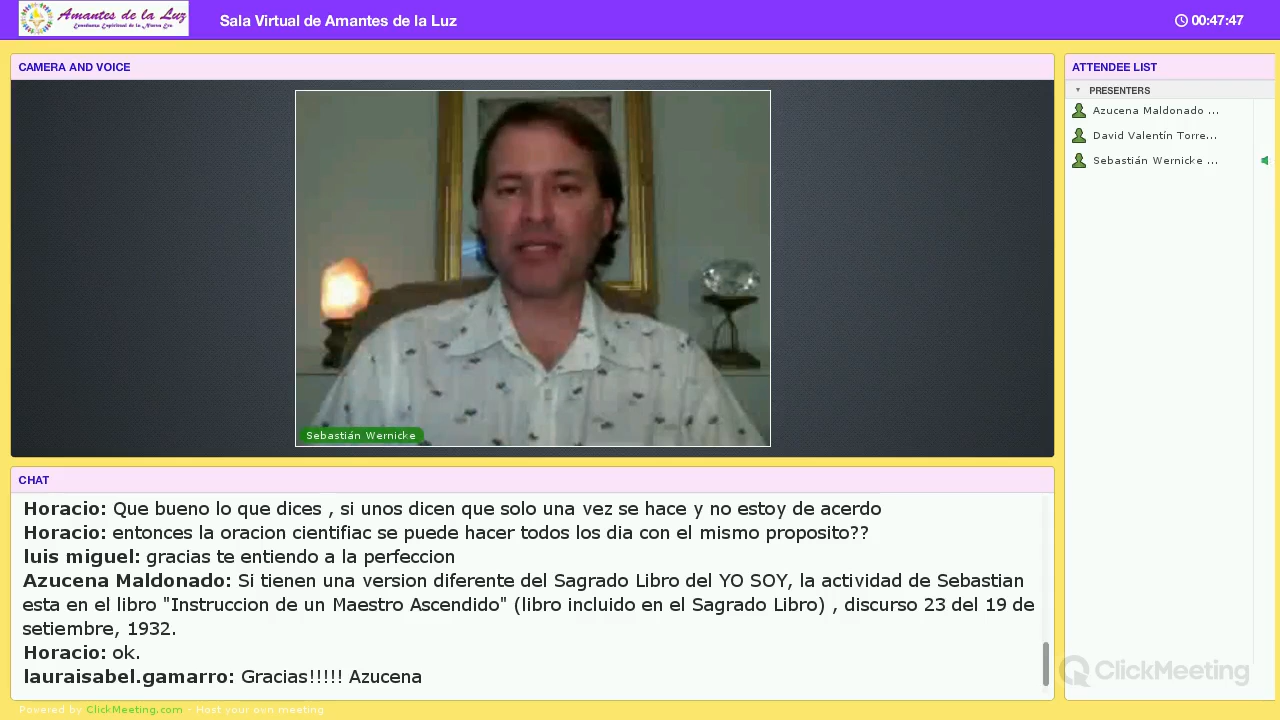 Amantes de la Luz
Enseñanza Espiritual de la Nueva Era
Sala Virtual de Amantes de la Luz
00:47:47
CAMERA AND VOICE
Sebastián Wernicke
ATTENDEE LIST
PRESENTERS
Azucena Maldonado ...
David Valentín Torre...
Sebastián Wernicke ...
CHAT
Horacio: Que bueno lo que dices , si unos dicen que solo una vez se hace y no estoy de acerdo
Horacio: entonces la oracion cientifiac se puede hacer todos los dia con el mismo proposito??
luis miguel: gracias te entiendo a la perfeccion
Azucena Maldonado: Si tienen una version diferente del Sagrado Libro del YO SOY, la actividad de Sebastian
esta en el libro "Instruccion de un Maestro Ascendido" (libro incluido en el Sagrado Libro) , discurso 23 del 19 de
setiembre, 1932.
Horacio: ok.
lauraisabel.gamarro: Gracias!!!!! Azucena
ClickMeeting
Powered by ClickMeeting.com - Host your own meeting